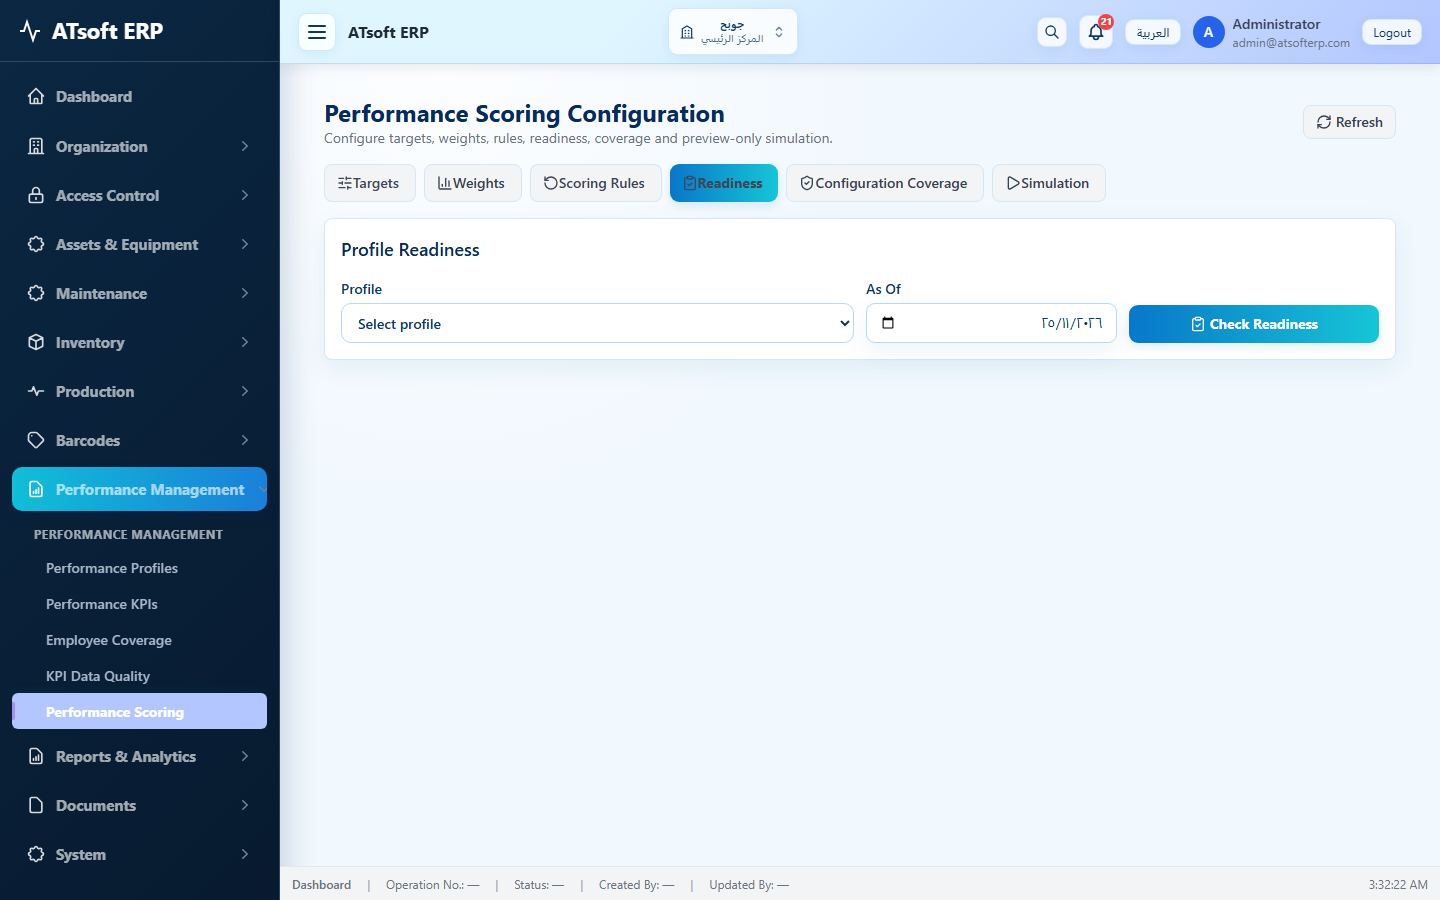 ATsoft ERP
Dashboard
Organization
Access Control
Assets & Equipment
Maintenance
Inventory
Production
Barcodes
Performance Management
PERFORMANCE MANAGEMENT
Performance Profiles
Performance KPIs
Employee Coverage
KPI Data Quality
Performance Scoring
Reports & Analytics
Documents
System
ATsoft ERP
جوبح
المركز الرئيسي
21
العربية
A
Administrator
admin@atsofterp.com
Logout
Performance Scoring Configuration
Configure targets, weights, rules, readiness, coverage and preview-only simulation.
Refresh
Targets
Weights
Scoring Rules
Readiness
Configuration Coverage
Simulation
Profile Readiness
Profile
As Of
Select profile
٢٥/١١/٢٠٢٦
Check Readiness
Dashboard | Operation No.: — | Status: — | Created By: — | Updated By: —
3:32:22 AM